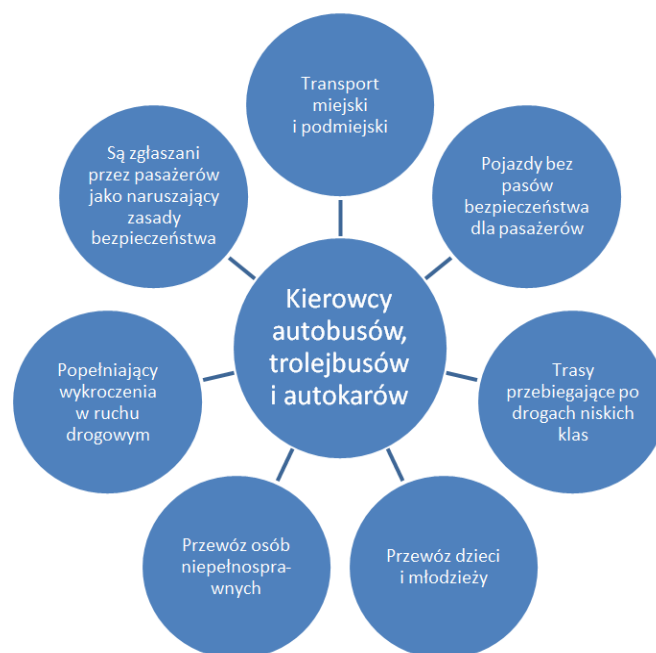 Transport
miejski
i podmiejski
Są zgłaszani
przez pasażerów
jako naruszający
zasady
bezpieczeństwa
Pojazdy bez
pasów
bezpieczeństwa
dla pasażerów
Kierowcy
autobusów,
trolejbusów
i autokarów
Popełniający
wykroczenia
w ruchu
drogowym
Trasy
przebiegające po
drogach niskich
klas
Przewóz osób
niepełnospra-
wnych
Przewóz dzieci
i młodzieży